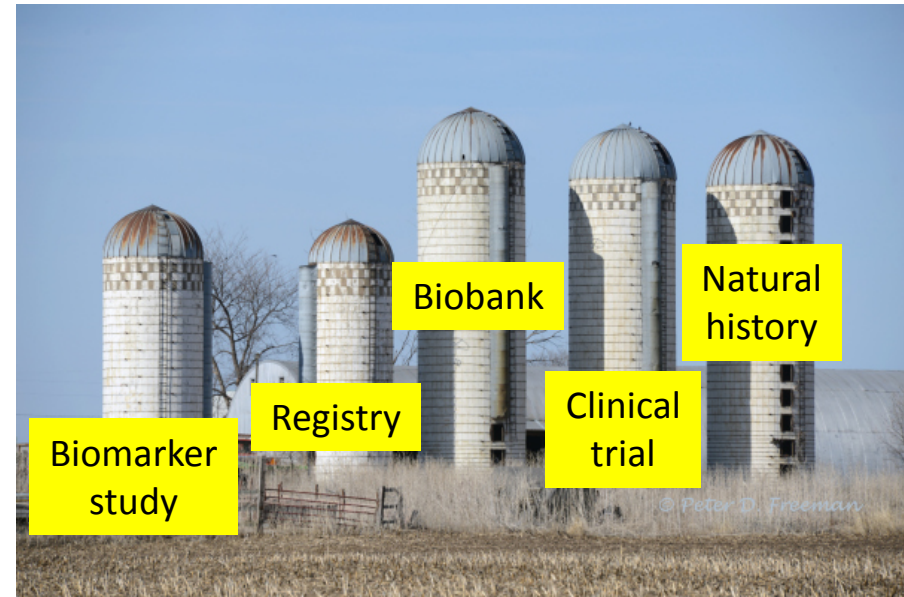 Biomarker
study
Registry
Biobank
Clinical
trial
Natural
history
© Peter D. Freeman